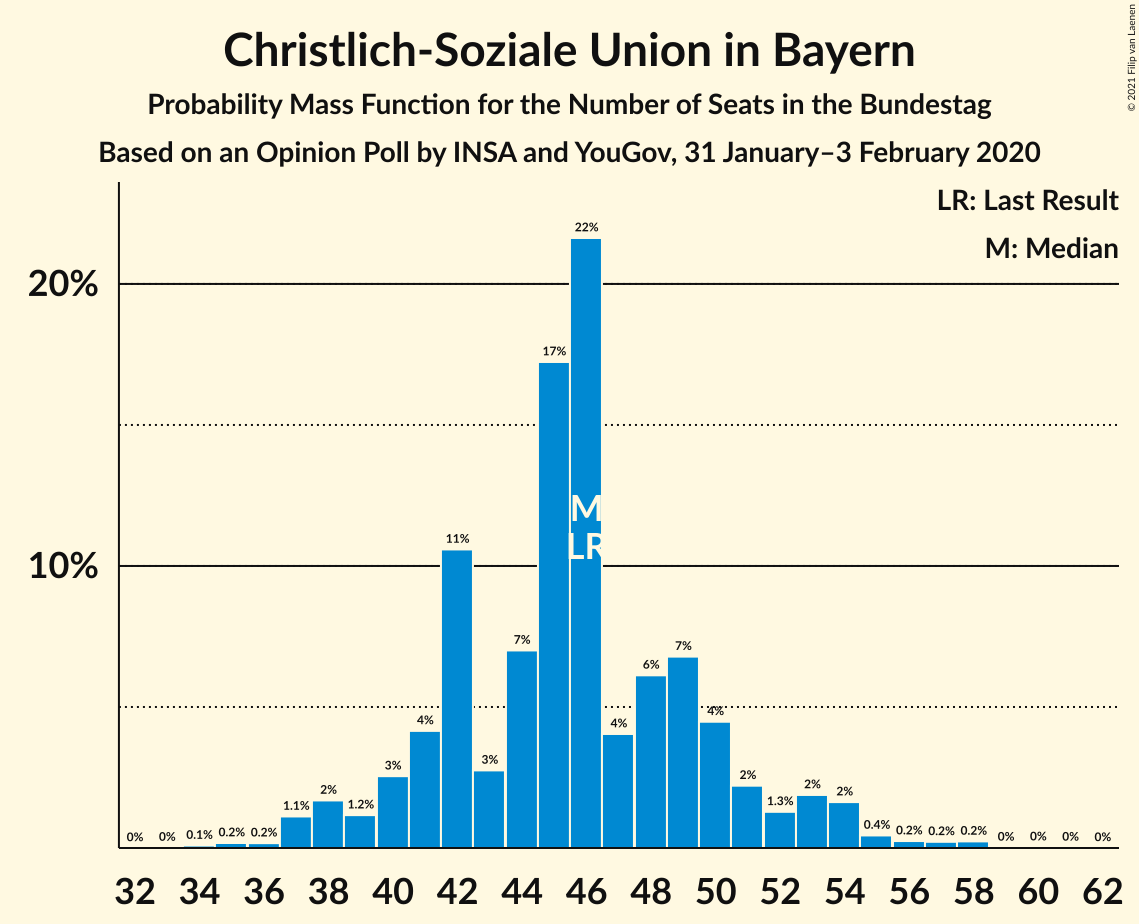 Christlich-Soziale Union in Bayern
Probability Mass Function for the Number of Seats in the Bundestag
Based on an Opinion Poll by INSA and YouGov, 31 January–3 February 2020
© 2021 Filip van Laenen
LR: Last Result
M: Median
20%
10%
0% 0% 0.1% 0.2% 0.2% 1.1% 2% 1.2% 3% 4% 11% 3% 7% 17% 22% 4% 6% 7% 4% 2% 1.3% 2% 2% 0.4% 0.2% 0.2% 0.2% 0% 0% 0% 0%
M
LR
32 34 36 38 40 42 44 46 48 50 52 54 56 58 60 62